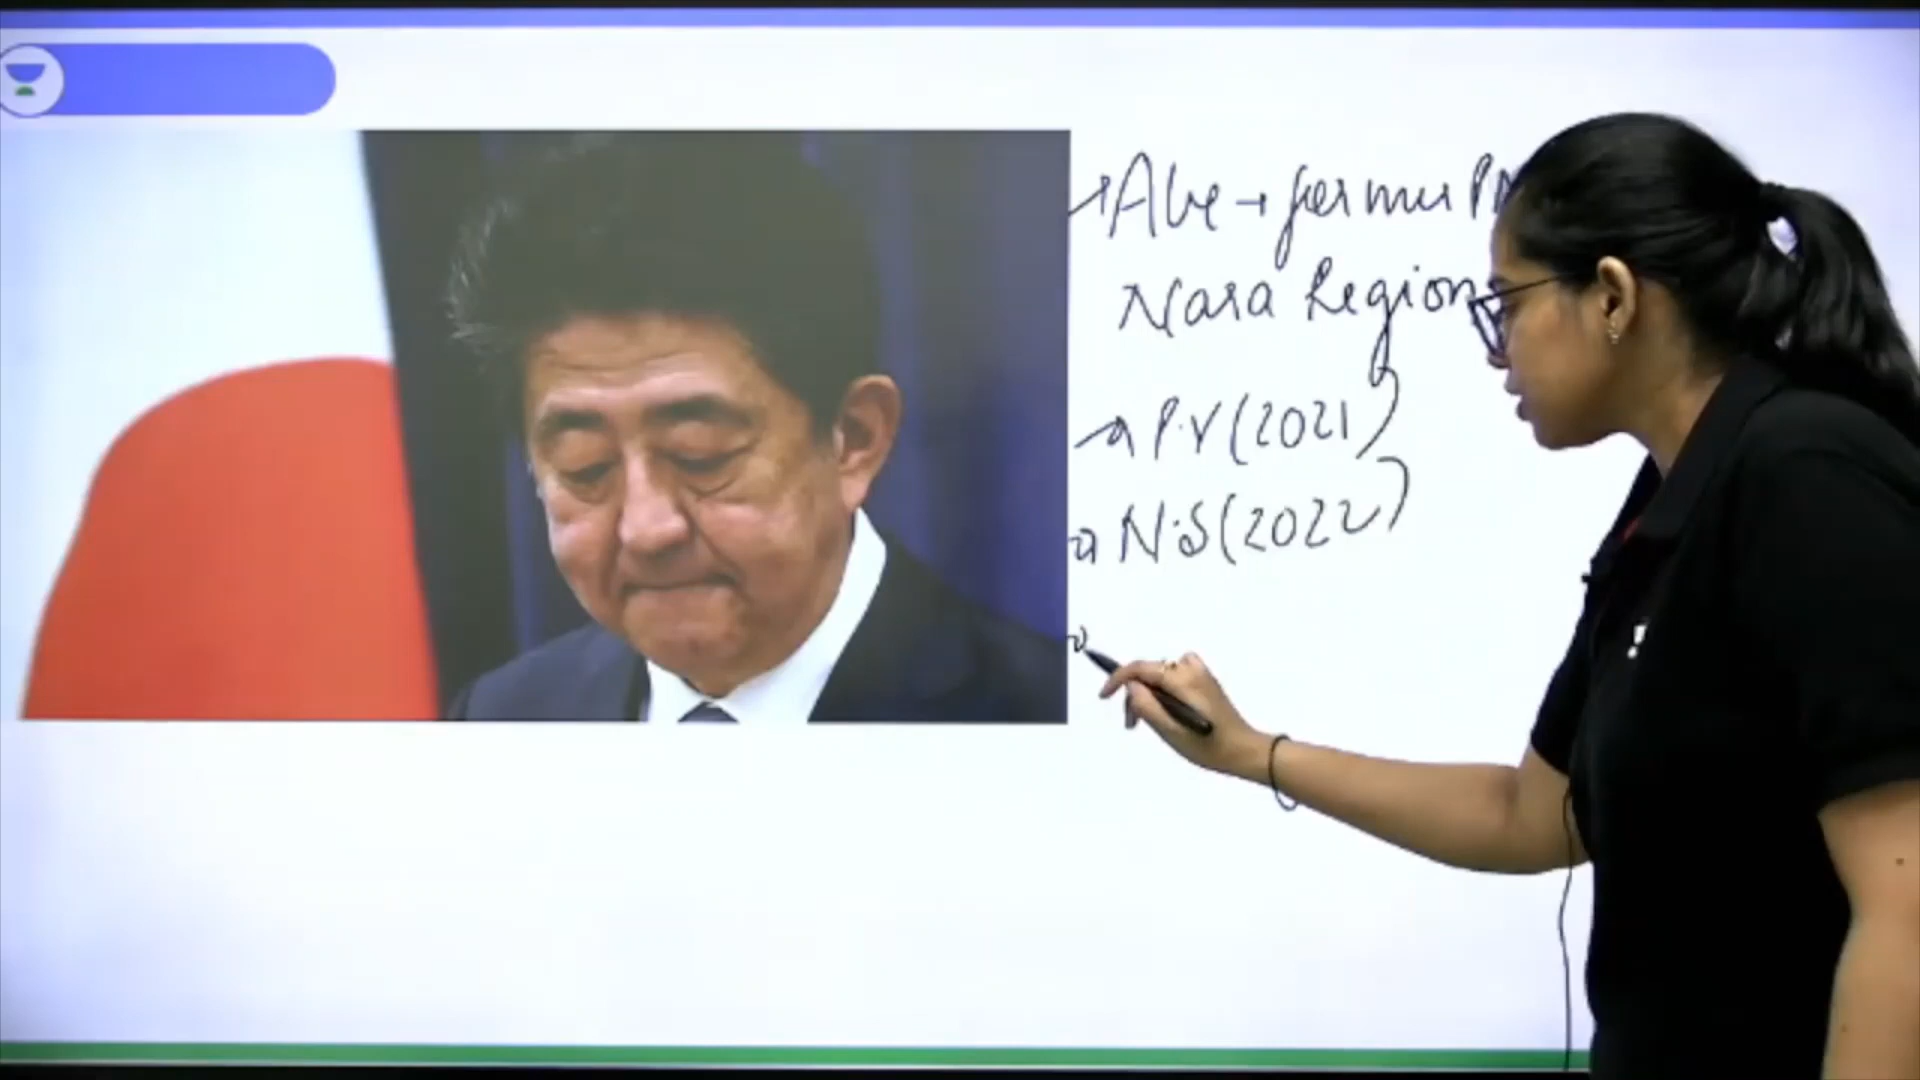 Abe → former PM
Nara Region
→ P.V (2021)
→ N.S (2022)